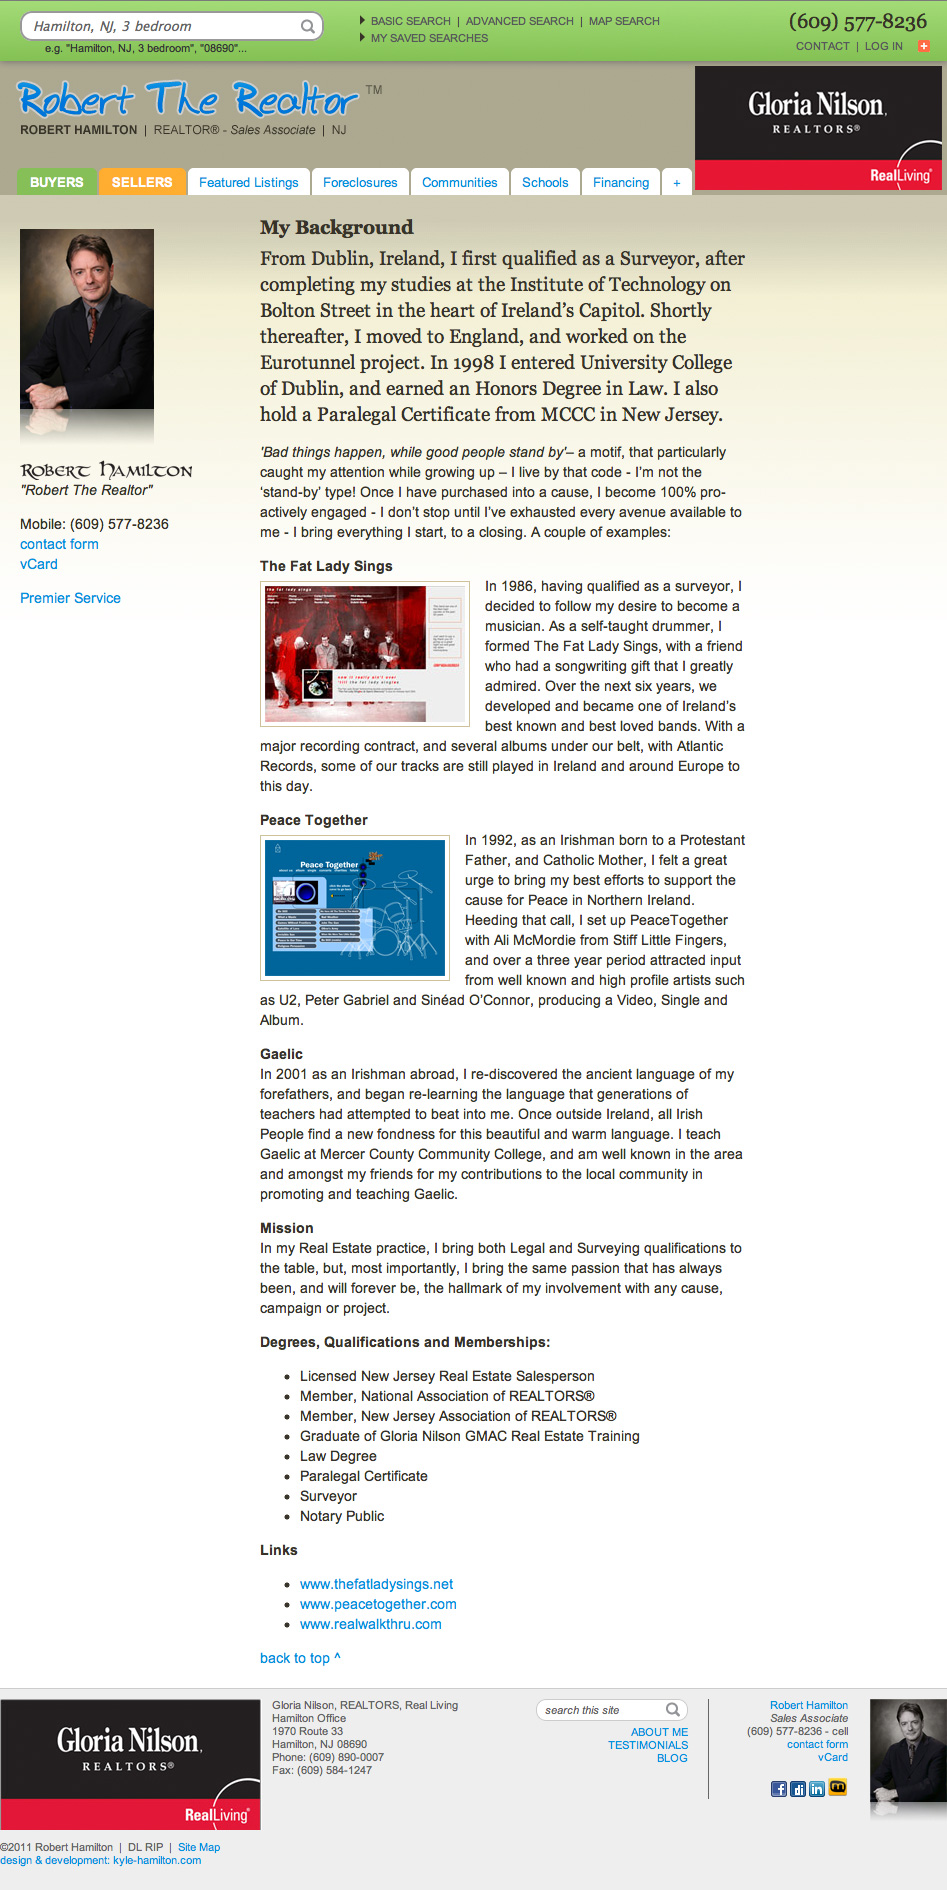 Hamilton, NJ, 3 bedroom
e.g. "Hamilton, NJ, 3 bedroom", "08690"...
BASIC SEARCH | ADVANCED SEARCH | MAP SEARCH
MY SAVED SEARCHES
(609) 577-8236
CONTACT | LOG IN
Robert The Realtor TM
ROBERT HAMILTON | REALTOR® - Sales Associate | NJ
Gloria Nilson,
REALTORS®
RealLiving®
BUYERS SELLERS Featured Listings Foreclosures Communities Schools Financing +
ROBERT HAMILTON
"Robert The Realtor"
Mobile: (609) 577-8236
contact form
vCard
Premier Service
My Background
From Dublin, Ireland, I first qualified as a Surveyor, after
completing my studies at the Institute of Technology on
Bolton Street in the heart of Ireland's Capitol. Shortly
thereafter, I moved to England, and worked on the
Eurotunnel project. In 1998 I entered University College
of Dublin, and earned an Honors Degree in Law. I also
hold a Paralegal Certificate from MCCC in New Jersey.
'Bad things happen, while good people stand by'– a motif, that particularly
caught my attention while growing up – I live by that code - I'm not the
'stand-by' type! Once I have purchased into a cause, I become 100% pro-
actively engaged - I don't stop until I've exhausted every avenue available to
me - I bring everything I start, to a closing. A couple of examples:
The Fat Lady Sings
the fat lady sings
In 1986, having qualified as a surveyor, I
decided to follow my desire to become a
musician. As a self-taught drummer, I
formed The Fat Lady Sings, with a friend
who had a songwriting gift that I greatly
admired. Over the next six years, we
developed and became one of Ireland's
best known and best loved bands. With a
major recording contract, and several albums under our belt, with Atlantic
Records, some of our tracks are still played in Ireland and around Europe to
this day.
Peace Together
Peace Together
In 1992, as an Irishman born to a Protestant
Father, and Catholic Mother, I felt a great
urge to bring my best efforts to support the
cause for Peace in Northern Ireland.
Heeding that call, I set up PeaceTogether
with Ali McMordie from Stiff Little Fingers,
and over a three year period attracted input
from well known and high profile artists such
as U2, Peter Gabriel and Sinéad O'Connor, producing a Video, Single and
Album.
Gaelic
In 2001 as an Irishman abroad, I re-discovered the ancient language of my
forefathers, and began re-learning the language that generations of
teachers had attempted to beat into me. Once outside Ireland, all Irish
People find a new fondness for this beautiful and warm language. I teach
Gaelic at Mercer County Community College, and am well known in the area
and amongst my friends for my contributions to the local community in
promoting and teaching Gaelic.
Mission
In my Real Estate practice, I bring both Legal and Surveying qualifications to
the table, but, most importantly, I bring the same passion that has always
been, and will forever be, the hallmark of my involvement with any cause,
campaign or project.
Degrees, Qualifications and Memberships:
• Licensed New Jersey Real Estate Salesperson
• Member, National Association of REALTORS®
• Member, New Jersey Association of REALTORS®
• Graduate of Gloria Nilson GMAC Real Estate Training
• Law Degree
• Paralegal Certificate
• Surveyor
• Notary Public
Links
• www.thefatladysings.net
• www.peacetogether.com
• www.realwalkthru.com
back to top ^
Gloria Nilson,
REALTORS®
RealLiving®
Gloria Nilson, REALTORS, Real Living
Hamilton Office
1970 Route 33
Hamilton, NJ 08690
Phone: (609) 890-0007
Fax: (609) 584-1247
search this site
ABOUT ME
TESTIMONIALS
BLOG
Robert Hamilton
Sales Associate
(609) 577-8236 - cell
contact form
vCard
©2011 Robert Hamilton | DL RIP | Site Map
design & development: kyle-hamilton.com